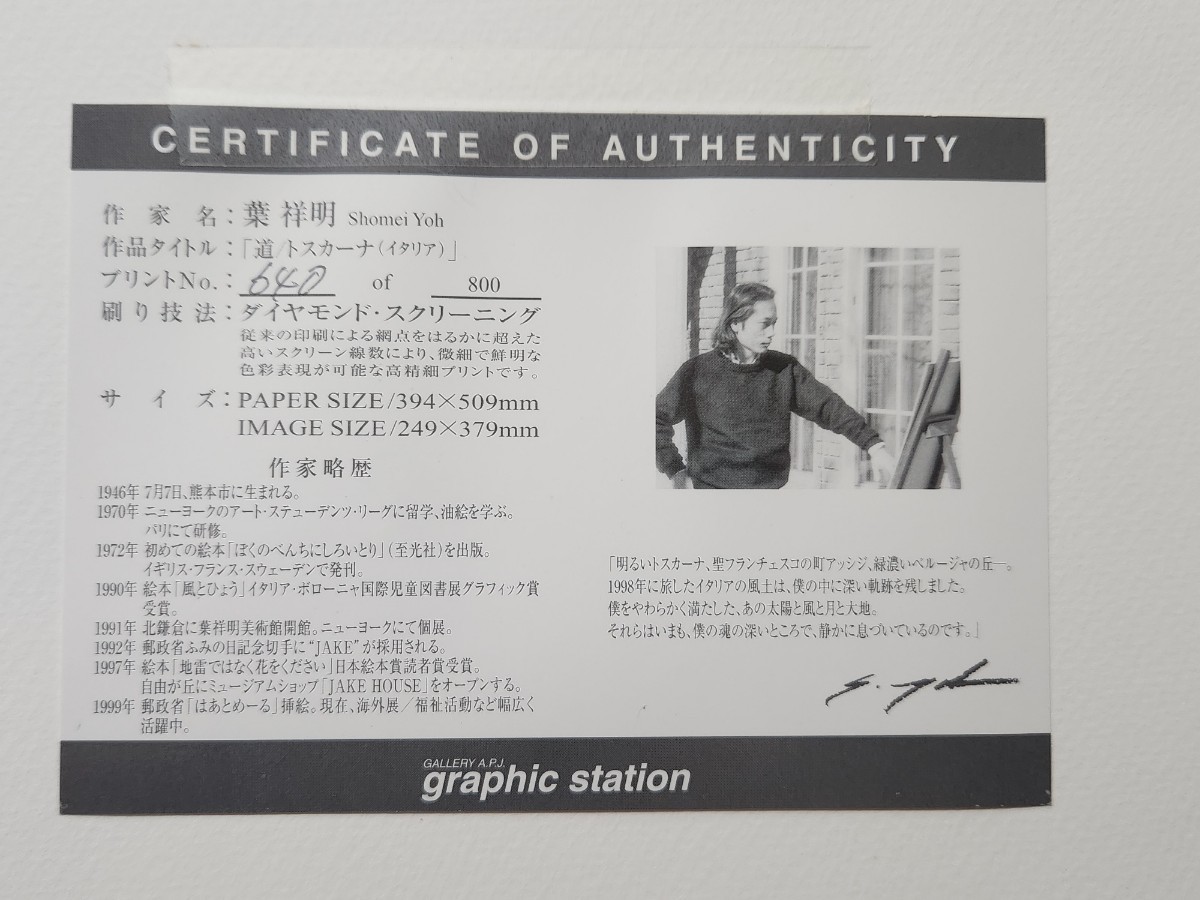 CERTIFICATE OF AUTHENTICITY
作家名：葉 祥明 Shomei Yoh
作品タイトル：「道/トスカーナ（イタリア）」
プリントNo.：640 of 800
刷り技法：ダイヤモンド・スクリーニング
従来の印刷による網点をはるかに超えた
高いスクリーン線数により、微細で鮮明な
色彩表現が可能な高精細プリントです。
サイズ：PAPER SIZE/394×509mm
IMAGE SIZE/249×379mm
作家略歴
1946年 7月7日、熊本市に生まれる。
1970年 ニューヨークのアート・ステューデンツ・リーグに留学、油絵を学ぶ。
パリにて研修。
1972年 初めての絵本「ぼくのべんちにしろいとり」（至光社）を出版。
イギリス・フランス・スウェーデンで発刊。
1990年 絵本「風とひょう」イタリア・ボローニャ国際児童図書展グラフィック賞
受賞。
1991年 北鎌倉に葉祥明美術館開館。ニューヨークにて個展。
1992年 郵政省ふみの日記念切手に“JAKE”が採用される。
1997年 絵本「地雷ではなく花をください」日本絵本賞読者賞受賞。
自由が丘にミュージアムショップ「JAKE HOUSE」をオープンする。
1999年 郵政省「はあとめーる」挿絵。現在、海外展／福祉活動など幅広く
活躍中。
「明るいトスカーナ、聖フランチェスコの町アッシジ、緑濃いペルージャの丘─。
1998年に旅したイタリアの風土は、僕の中に深い軌跡を残しました。
僕をやわらかく満たした、あの太陽と風と月と大地。
それらはいまも、僕の魂の深いところで、静かに息づいているのです。」
GALLERY A.P.J.
graphic station